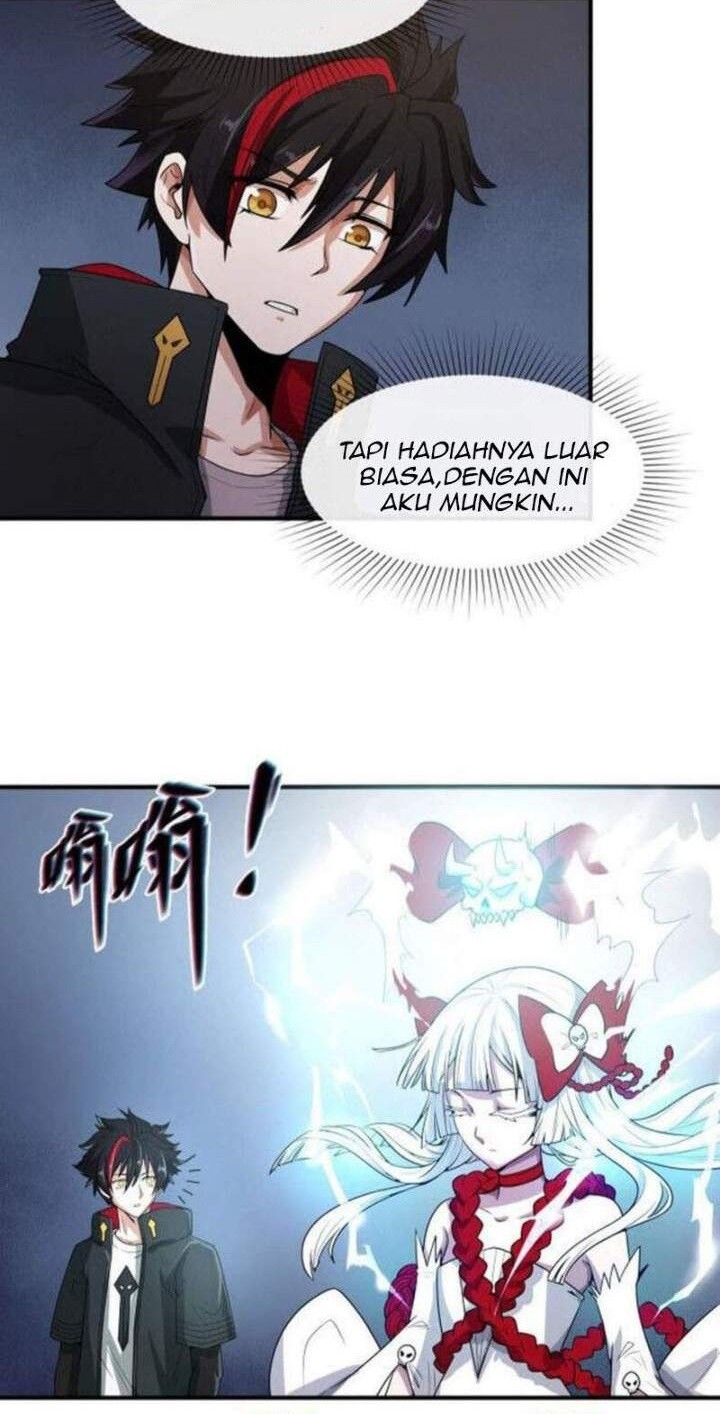 TAPI HADIAHNYA LUAR
BIASA,DENGAN INI
AKU MUNGKIN...
嗡嗡!